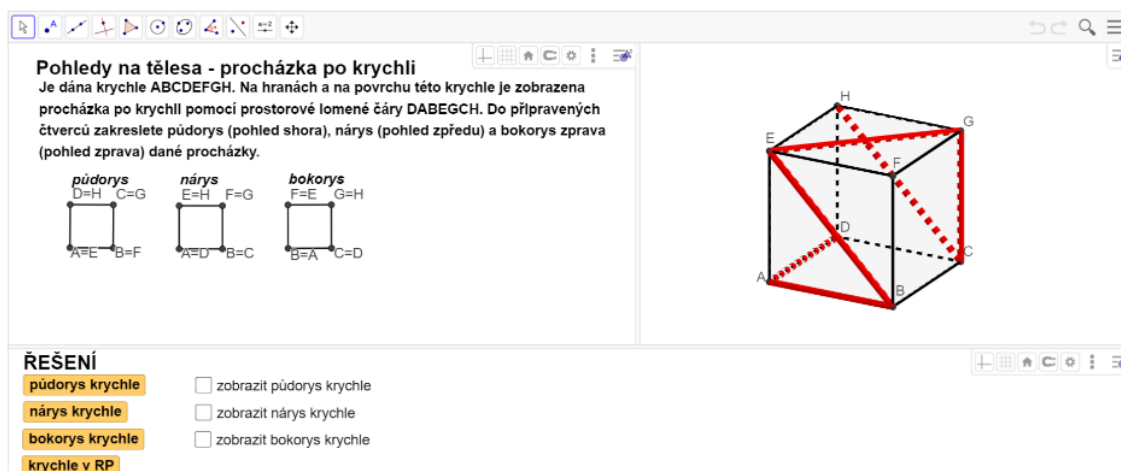 Pohledy na tělesa - procházka po krychli
Je dána krychle ABCDEFGH. Na hranách a na povrchu této krychle je zobrazena
procházka po krychli pomocí prostorové lomené čáry DABEGCH. Do připravených
čtverců zakreslete půdorys (pohled shora), nárys (pohled zpředu) a bokorys zprava
(pohled zprava) dané procházky.
půdorys nárys bokorys
D=H C=G E=H F=G F=E G=H
A=E B=F A=D B=C B=A C=D
H
G
E
F
D
C
A
B
ŘEŠENÍ
půdorys krychle zobrazit půdorys krychle
nárys krychle zobrazit nárys krychle
bokorys krychle zobrazit bokorys krychle
krychle v RP